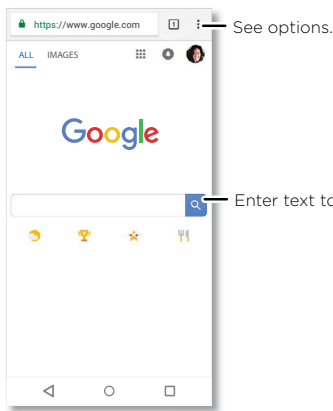 https://www.google.com 1
See options.
ALL IMAGES
Google
Enter text to